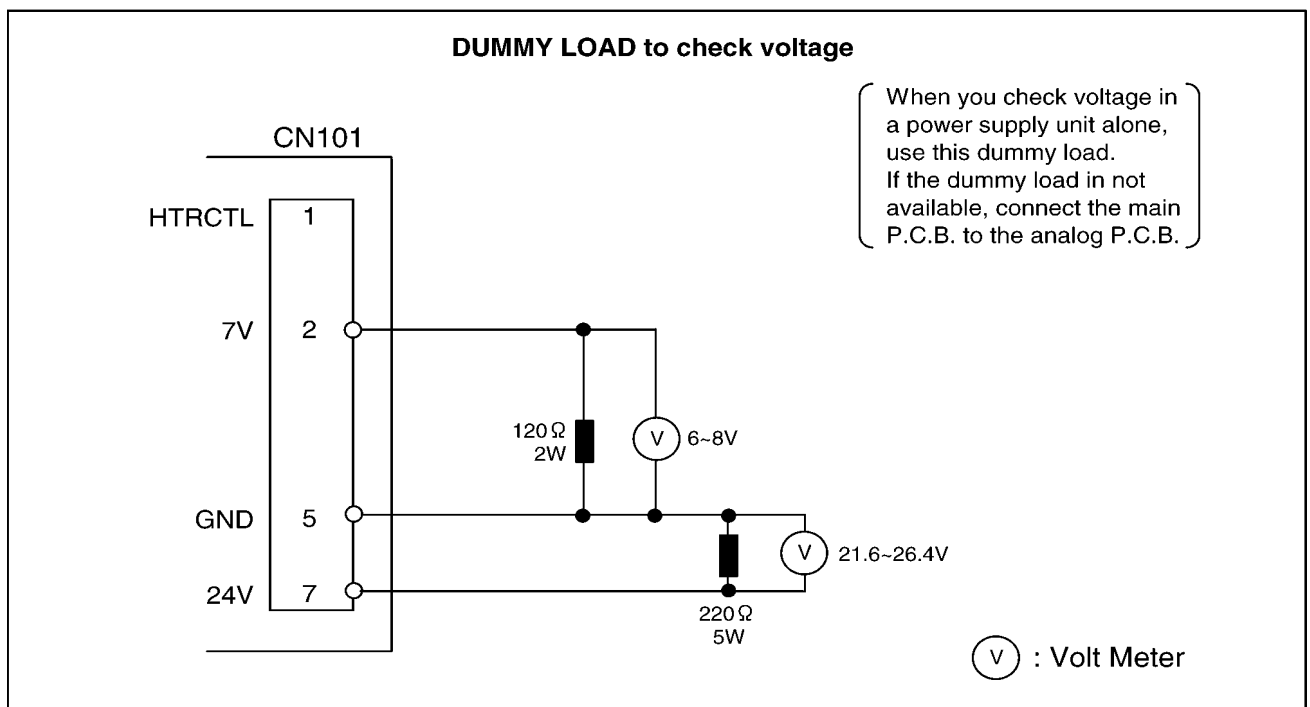 DUMMY LOAD to check voltage
When you check voltage in
a power supply unit alone,
use this dummy load.
If the dummy load in not
available, connect the main
P.C.B. to the analog P.C.B.
CN101
HTRCTL 1
7V 2
120Ω
2W
V 6~8V
GND 5
V 21.6~26.4V
24V 7
220Ω
5W
V : Volt Meter